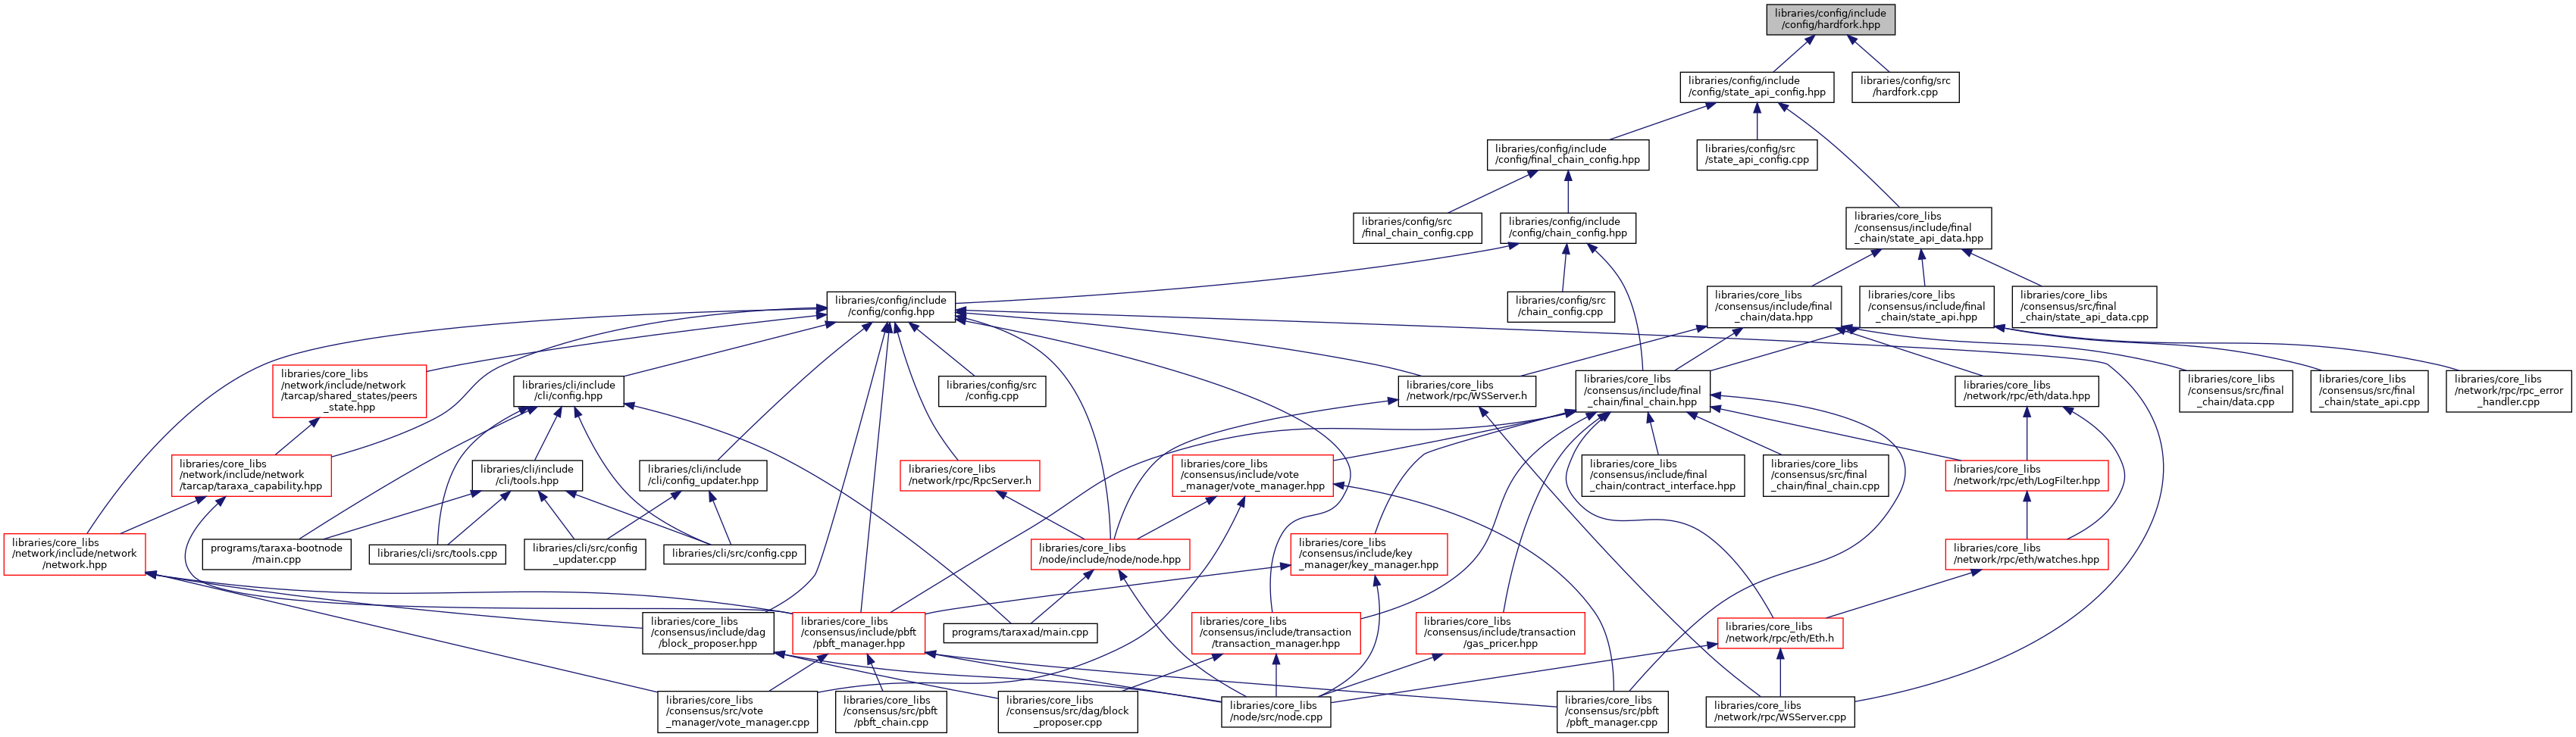 libraries/config/include
/config/hardfork.hpp
libraries/config/include
/config/state_api_config.hpp
libraries/config/src
/hardfork.cpp
libraries/config/include
/config/final_chain_config.hpp
libraries/config/src
/state_api_config.cpp
libraries/config/src
/final_chain_config.cpp
libraries/config/include
/config/chain_config.hpp
libraries/core_libs
/consensus/include/final
_chain/state_api_data.hpp
libraries/config/include
/config/config.hpp
libraries/config/src
/chain_config.cpp
libraries/core_libs
/consensus/include/final
_chain/data.hpp
libraries/core_libs
/consensus/include/final
_chain/state_api.hpp
libraries/core_libs
/consensus/src/final
_chain/state_api_data.cpp
libraries/core_libs
/network/include/network
/tarcap/shared_states/peers
_state.hpp
libraries/cli/include
/cli/config.hpp
libraries/config/src
/config.cpp
libraries/core_libs
/network/rpc/WSServer.h
libraries/core_libs
/consensus/include/final
_chain/final_chain.hpp
libraries/core_libs
/network/rpc/eth/data.hpp
libraries/core_libs
/consensus/src/final
_chain/data.cpp
libraries/core_libs
/consensus/src/final
_chain/state_api.cpp
libraries/core_libs
/network/rpc/rpc_error
_handler.cpp
libraries/core_libs
/network/include/network
/tarcap/taraxa_capability.hpp
libraries/cli/include
/cli/tools.hpp
libraries/cli/include
/cli/config_updater.hpp
libraries/core_libs
/network/rpc/RpcServer.h
libraries/core_libs
/consensus/include/vote
_manager/vote_manager.hpp
libraries/core_libs
/consensus/include/final
_chain/contract_interface.hpp
libraries/core_libs
/consensus/src/final
_chain/final_chain.cpp
libraries/core_libs
/network/rpc/eth/LogFilter.hpp
libraries/core_libs
/network/include/network
/network.hpp
programs/taraxa-bootnode
/main.cpp
libraries/cli/src/tools.cpp
libraries/cli/src/config
_updater.cpp
libraries/cli/src/config.cpp
libraries/core_libs
/node/include/node/node.hpp
libraries/core_libs
/consensus/include/key
_manager/key_manager.hpp
libraries/core_libs
/network/rpc/eth/watches.hpp
libraries/core_libs
/consensus/include/dag
/block_proposer.hpp
libraries/core_libs
/consensus/include/pbft
/pbft_manager.hpp
programs/taraxad/main.cpp
libraries/core_libs
/consensus/include/transaction
/transaction_manager.hpp
libraries/core_libs
/consensus/include/transaction
/gas_pricer.hpp
libraries/core_libs
/network/rpc/eth/Eth.h
libraries/core_libs
/consensus/src/vote
_manager/vote_manager.cpp
libraries/core_libs
/consensus/src/pbft
/pbft_chain.cpp
libraries/core_libs
/consensus/src/dag/block
_proposer.cpp
libraries/core_libs
/node/src/node.cpp
libraries/core_libs
/consensus/src/pbft
/pbft_manager.cpp
libraries/core_libs
/network/rpc/WSServer.cpp